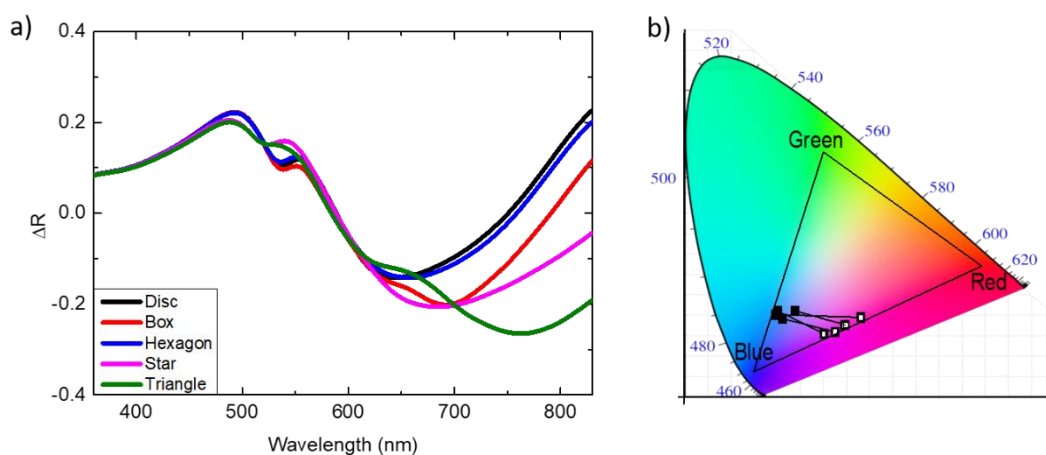 a)
0.4
0.2
0.0
-0.2
-0.4
ΔR
Disc
Box
Hexagon
Star
Triangle
400 500 600 700 800
Wavelength (nm)
b)
520
540
560
500
580
600
620
480
460
Green
Red
Blue